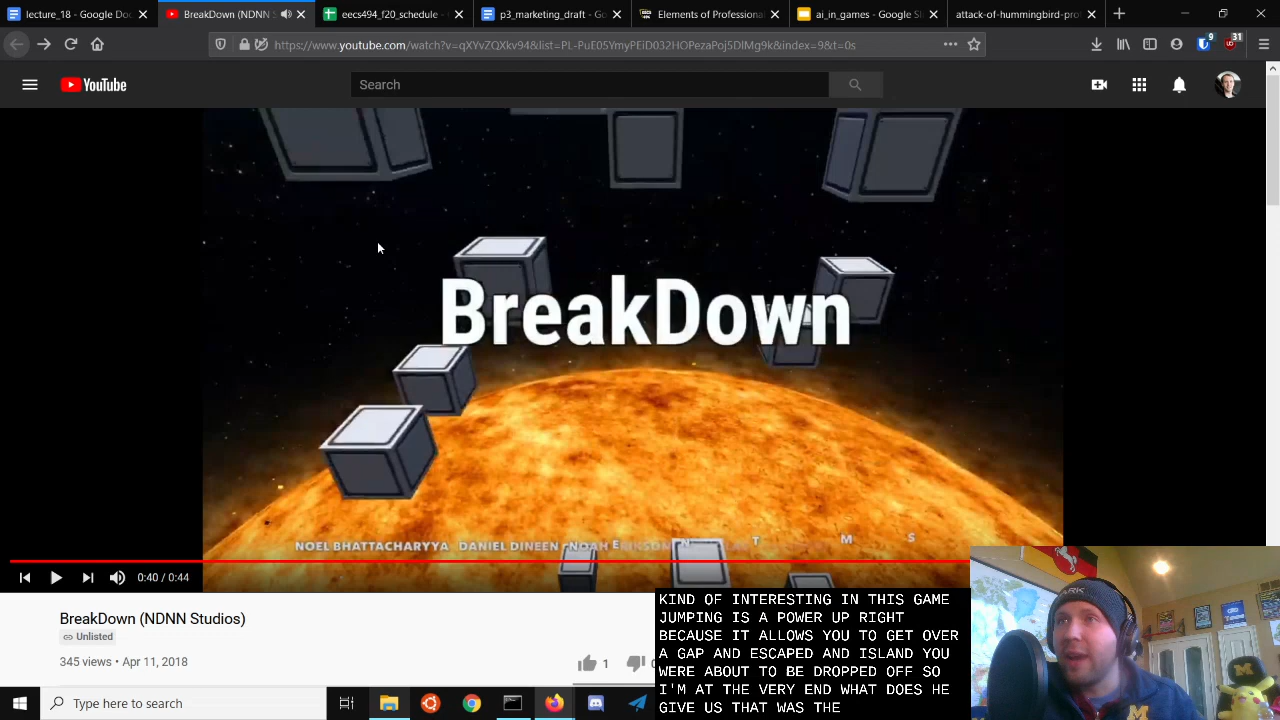 lecture_18 - Google Doc
BreakDown (NDNN S
eecs494_f20_schedule -
p3_marketing_draft - Go
Elements of Professional
ai_in_games - Google Sl
attack-of-hummingbird-pro
https://www.youtube.com/watch?v=qXYvZQXkv94&list=PL-PuE05YmyPEiD032HOPezaPoj5DlMg9k&index=9&t=0s
9
31
YouTube
Search
BreakDown
NOEL BHATTACHARYYA DANIEL DINEEN NOAH
E N T M S
0:40 / 0:44
BreakDown (NDNN Studios)
Unlisted
345 views • Apr 11, 2018
1
KIND OF INTERESTING IN THIS GAME
JUMPING IS A POWER UP RIGHT
BECAUSE IT ALLOWS YOU TO GET OVER
A GAP AND ESCAPED AND ISLAND YOU
WERE ABOUT TO BE DROPPED OFF SO
I'M AT THE VERY END WHAT DOES HE
GIVE US THAT WAS THE
Type here to search